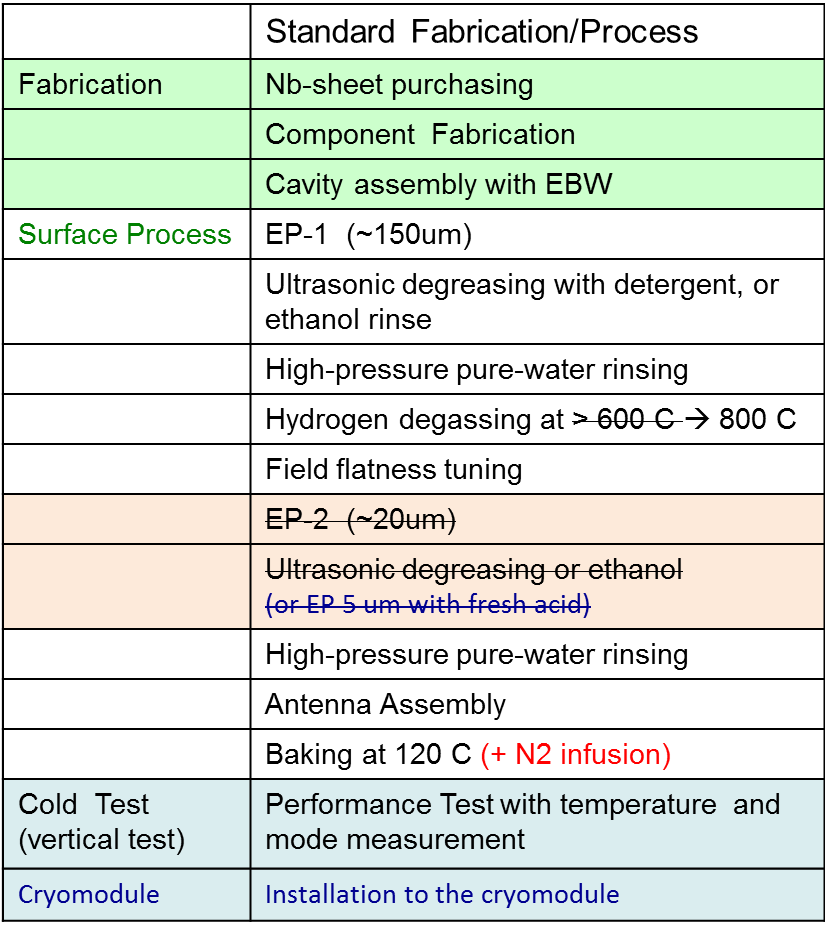 Standard Fabrication/Process
Fabrication Nb-sheet purchasing
Component Fabrication
Cavity assembly with EBW
Surface Process EP-1 (~150um)
Ultrasonic degreasing with detergent, or
ethanol rinse
High-pressure pure-water rinsing
Hydrogen degassing at > 600 C → 800 C
Field flatness tuning
EP-2 (~20um)
Ultrasonic degreasing or ethanol
(or EP 5 um with fresh acid)
High-pressure pure-water rinsing
Antenna Assembly
Baking at 120 C (+ N2 infusion)
Cold Test Performance Test with temperature and
(vertical test) mode measurement
Cryomodule Installation to the cryomodule